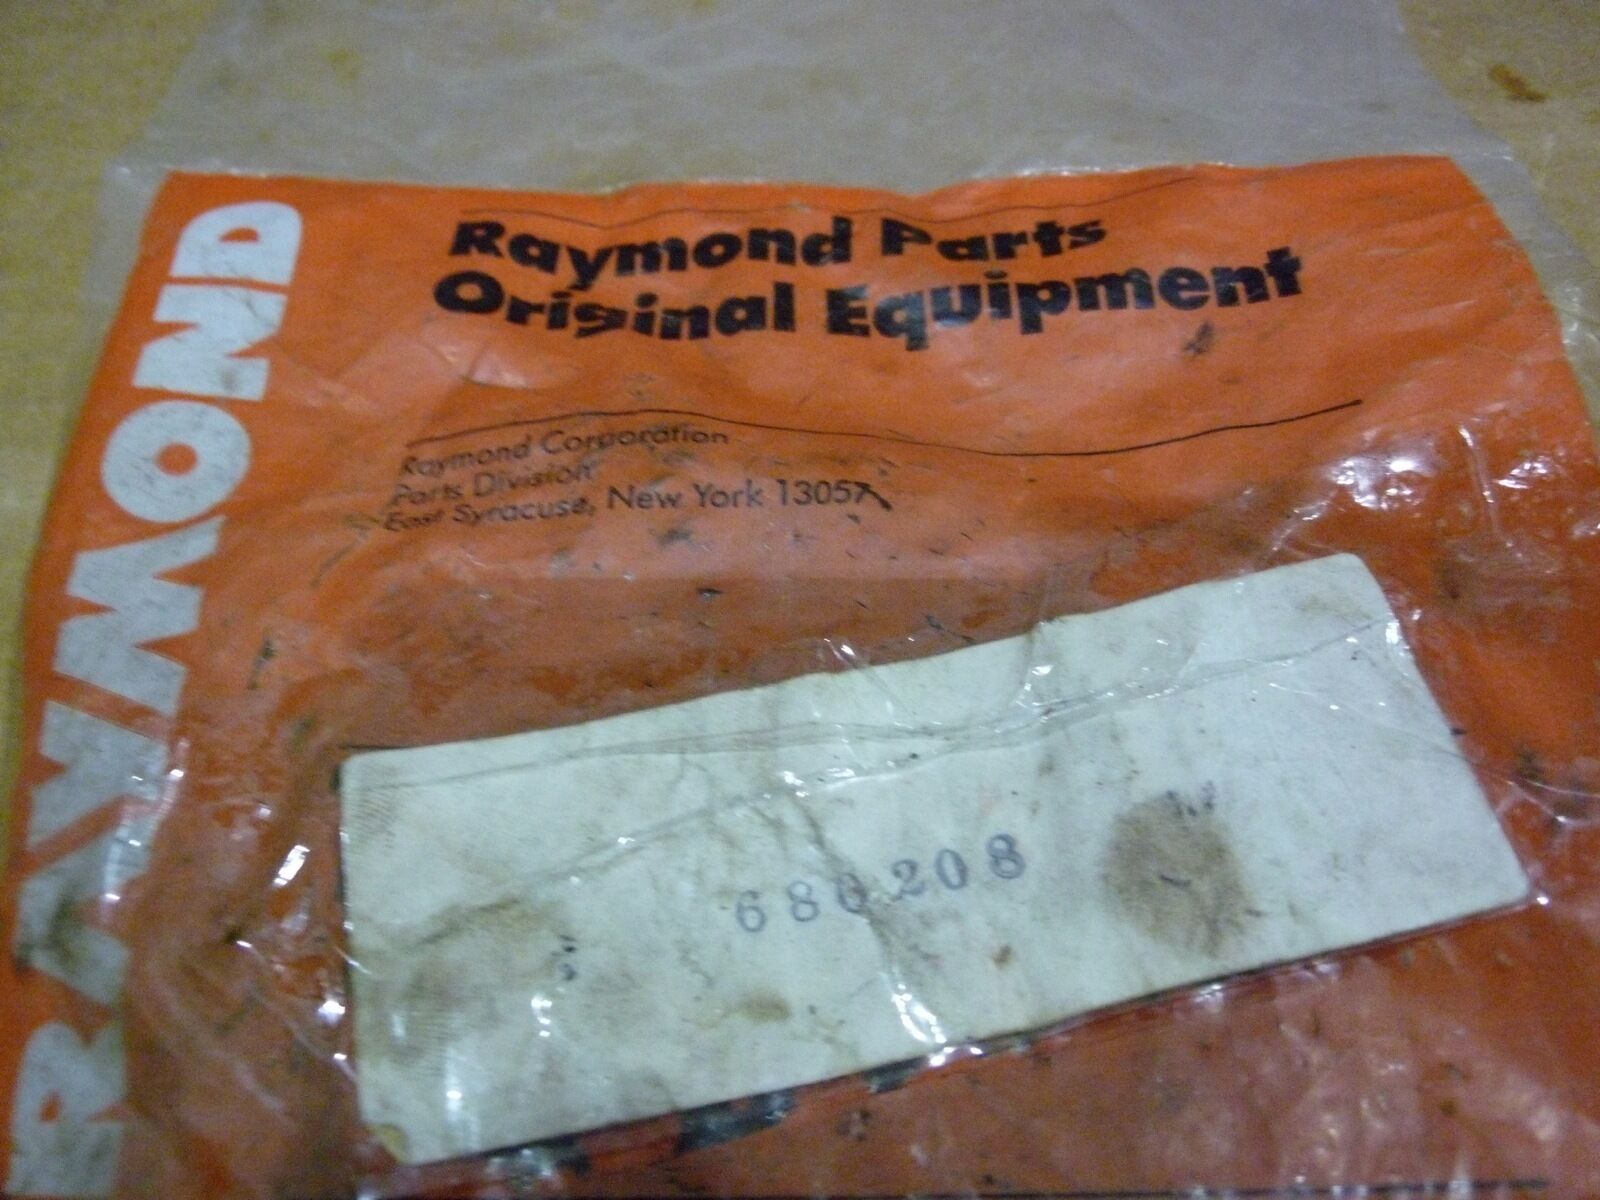 RAYMOND
Raymond Parts
Original Equipment
Raymond Corporation
Parts Division
East Syracuse, New York 13057
680208